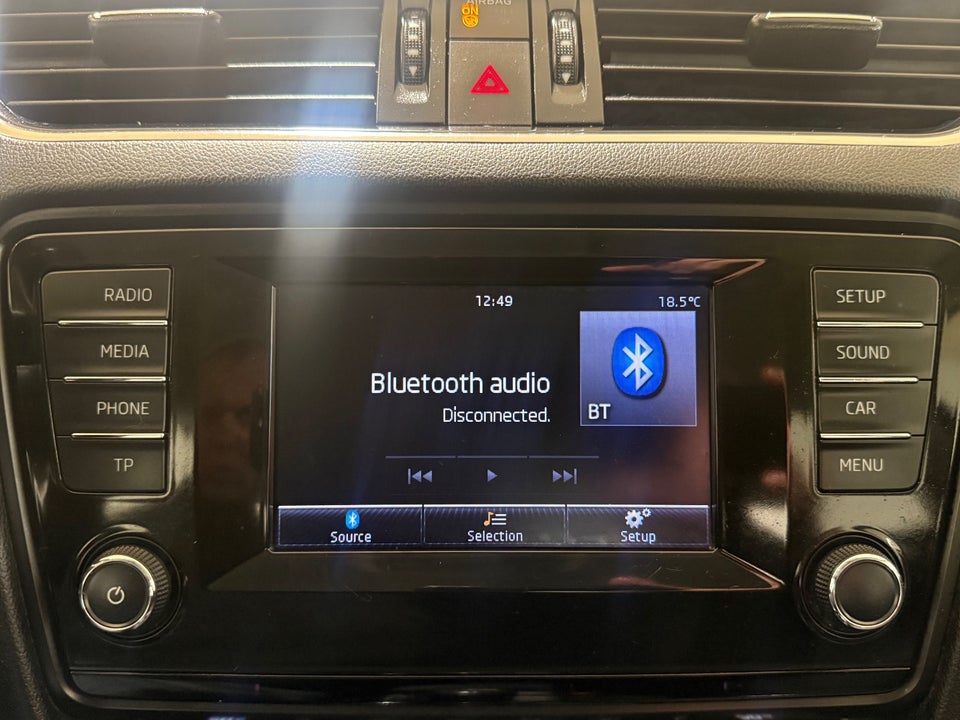 AIRBAG
ON
RADIO
MEDIA
PHONE
TP
12:49
18.5°C
Bluetooth audio
Disconnected.
BT
Source
Selection
Setup
SETUP
SOUND
CAR
MENU